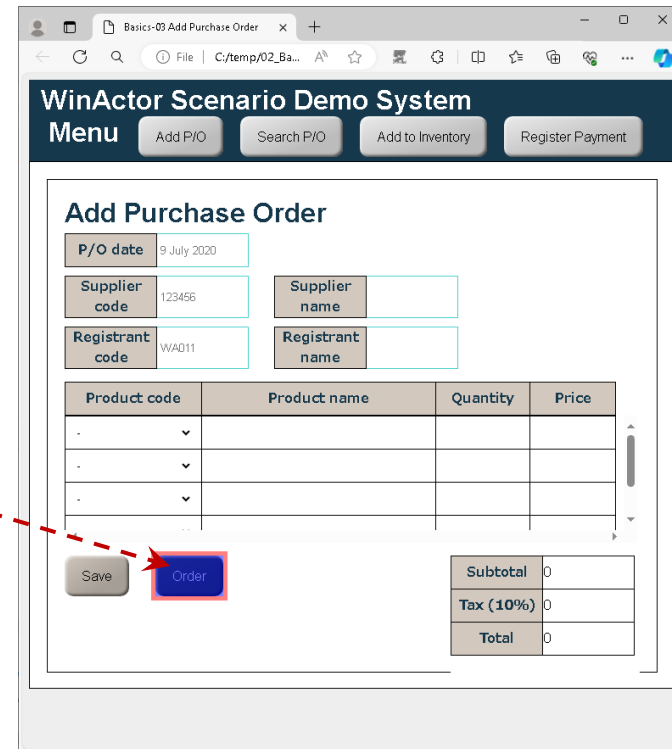 Basics-03 Add Purchase Order
File | C:/temp/02_Ba...
WinActor Scenario Demo System
Menu Add P/O Search P/O Add to Inventory Register Payment
Add Purchase Order
P/O date 9 July 2020
Supplier code 123456 Supplier name
Registrant code WA011 Registrant name
Product code Product name Quantity Price
-
-
-
Save Order
Subtotal 0
Tax (10%) 0
Total 0